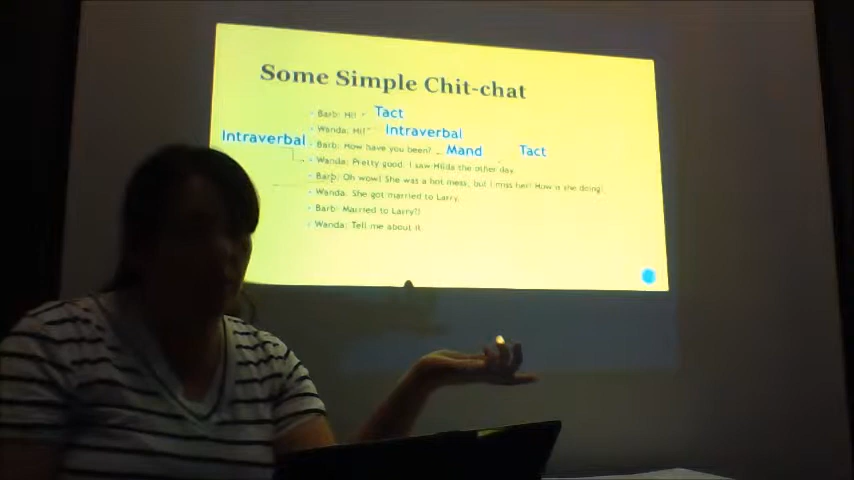 Some Simple Chit-chat
Barb: Hi! Tact
Wanda: Hi! Intraverbal
Intraverbal Barb: How have you been? Mand Tact
Wanda: Pretty good. I saw Hilda the other day.
Barb: Oh wow! She was a hot mess, but I miss her! How is she doing?
Wanda: She got married to Larry.
Barb: Married to Larry?!
Wanda: Tell me about it.